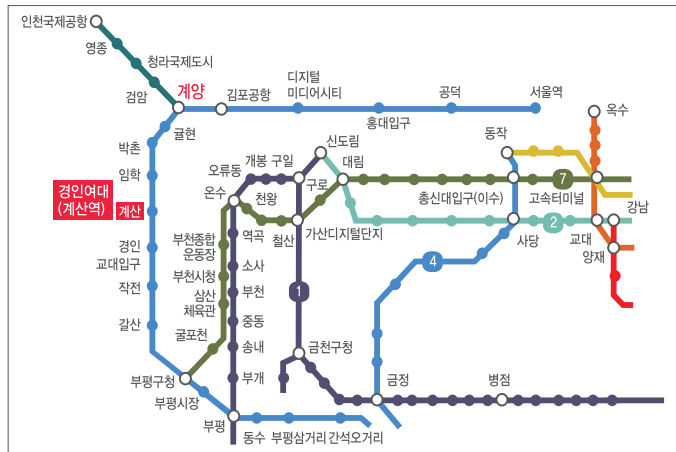 인천국제공항
영종
청라국제도시
검암
계양
김포공항
디지털
미디어시티
홍대입구
공덕
서울역
옥수
귤현
박촌
임학
경인여대
(계산역)
계산
경인
교대입구
작전
갈산
부평구청
부평시장
부평
동수
부평삼거리
간석오거리
굴포천
삼산
체육관
부천시청
부천종합
운동장
온수
오류동
개봉
구일
천왕
철산
구로
신도림
대림
가산디지털단지
역곡
소사
부천
중동
송내
부개
1
금천구청
금정
병점
4
동작
총신대입구(이수)
7
고속터미널
사당
2
교대
강남
양재